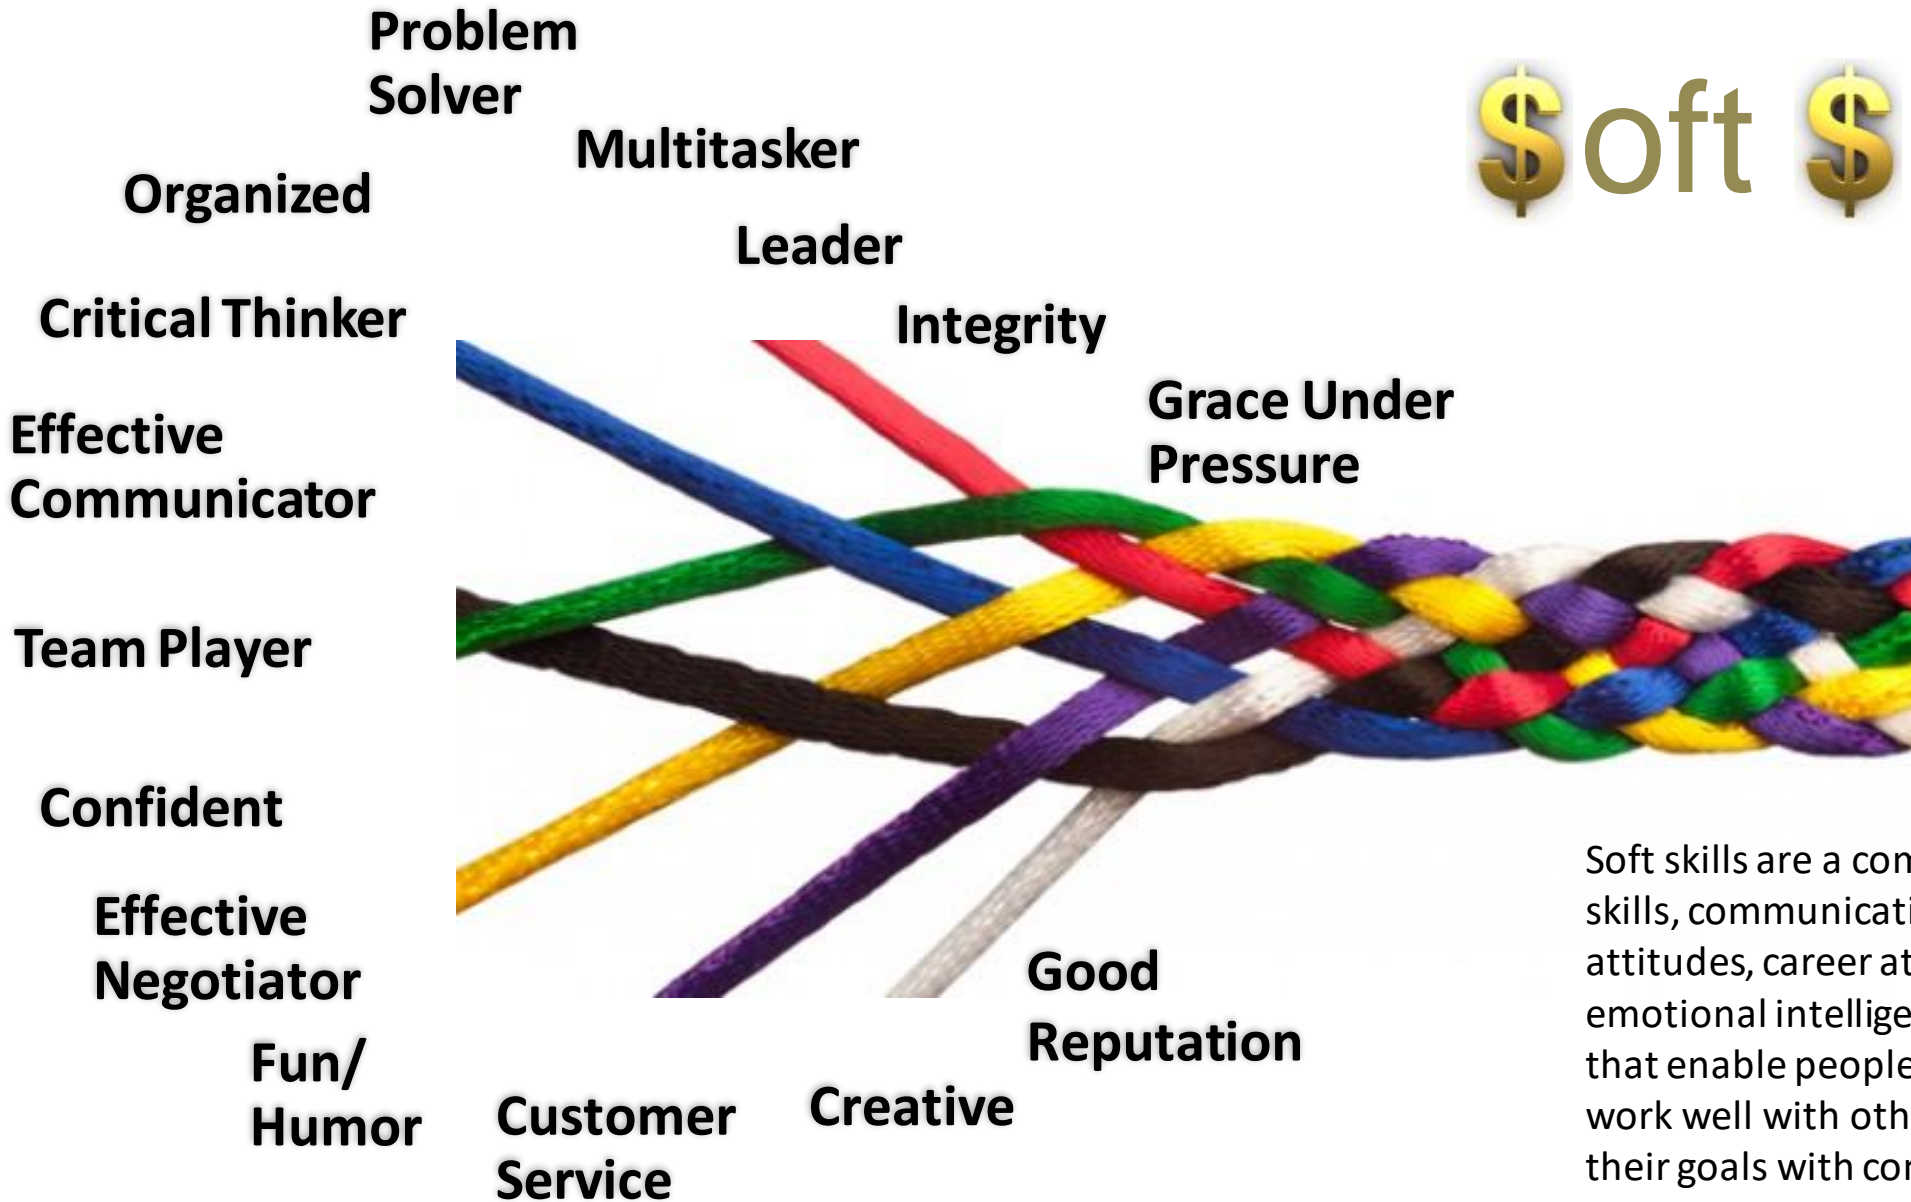 Problem
Solver
$oft $
Multitasker
Organized
Leader
Critical Thinker
Integrity
Grace Under
Pressure
Effective
Communicator
Team Player
Confident
Effective
Negotiator
Good
Reputation
Fun/
Humor
Customer
Service
Creative
Soft skills are a
skills,
attitudes, career
emotional
that enable people
work well with
their goals with